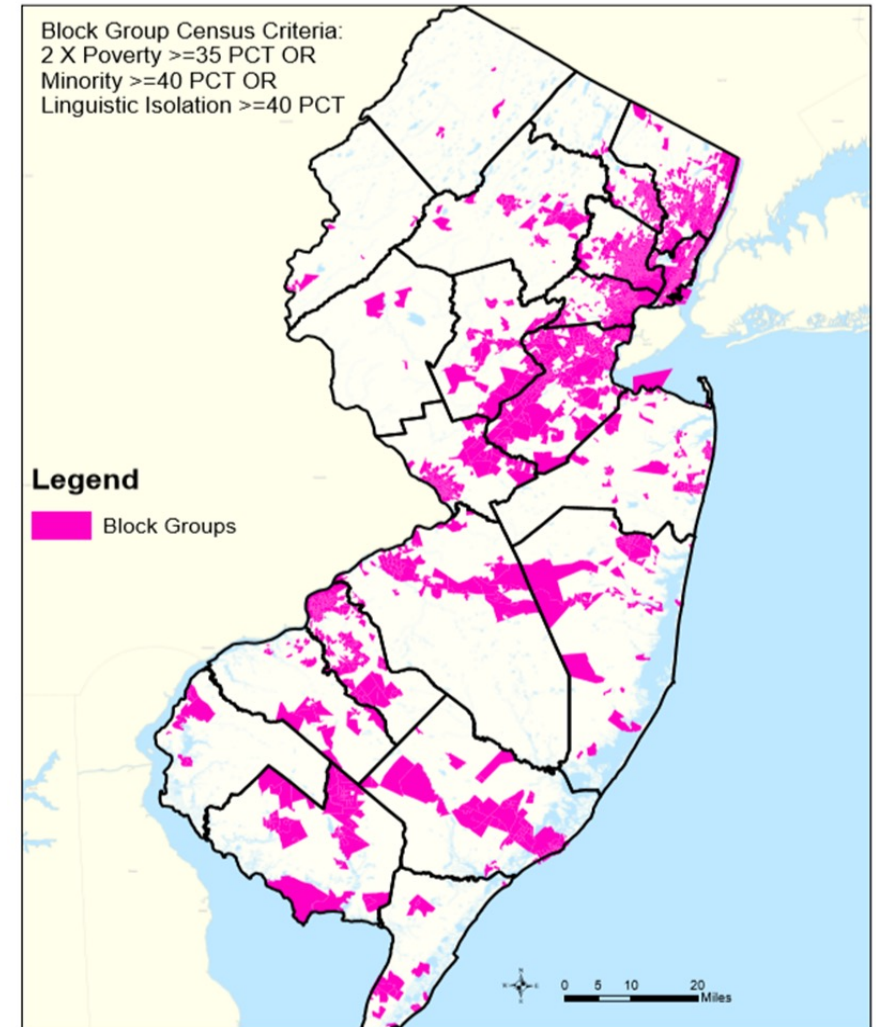 Block Group Census Criteria:
2 X Poverty >=35 PCT OR
Minority >=40 PCT OR
Linguistic Isolation >=40 PCT
Legend
Block Groups
N
W E
S
0 5 10 20
Miles